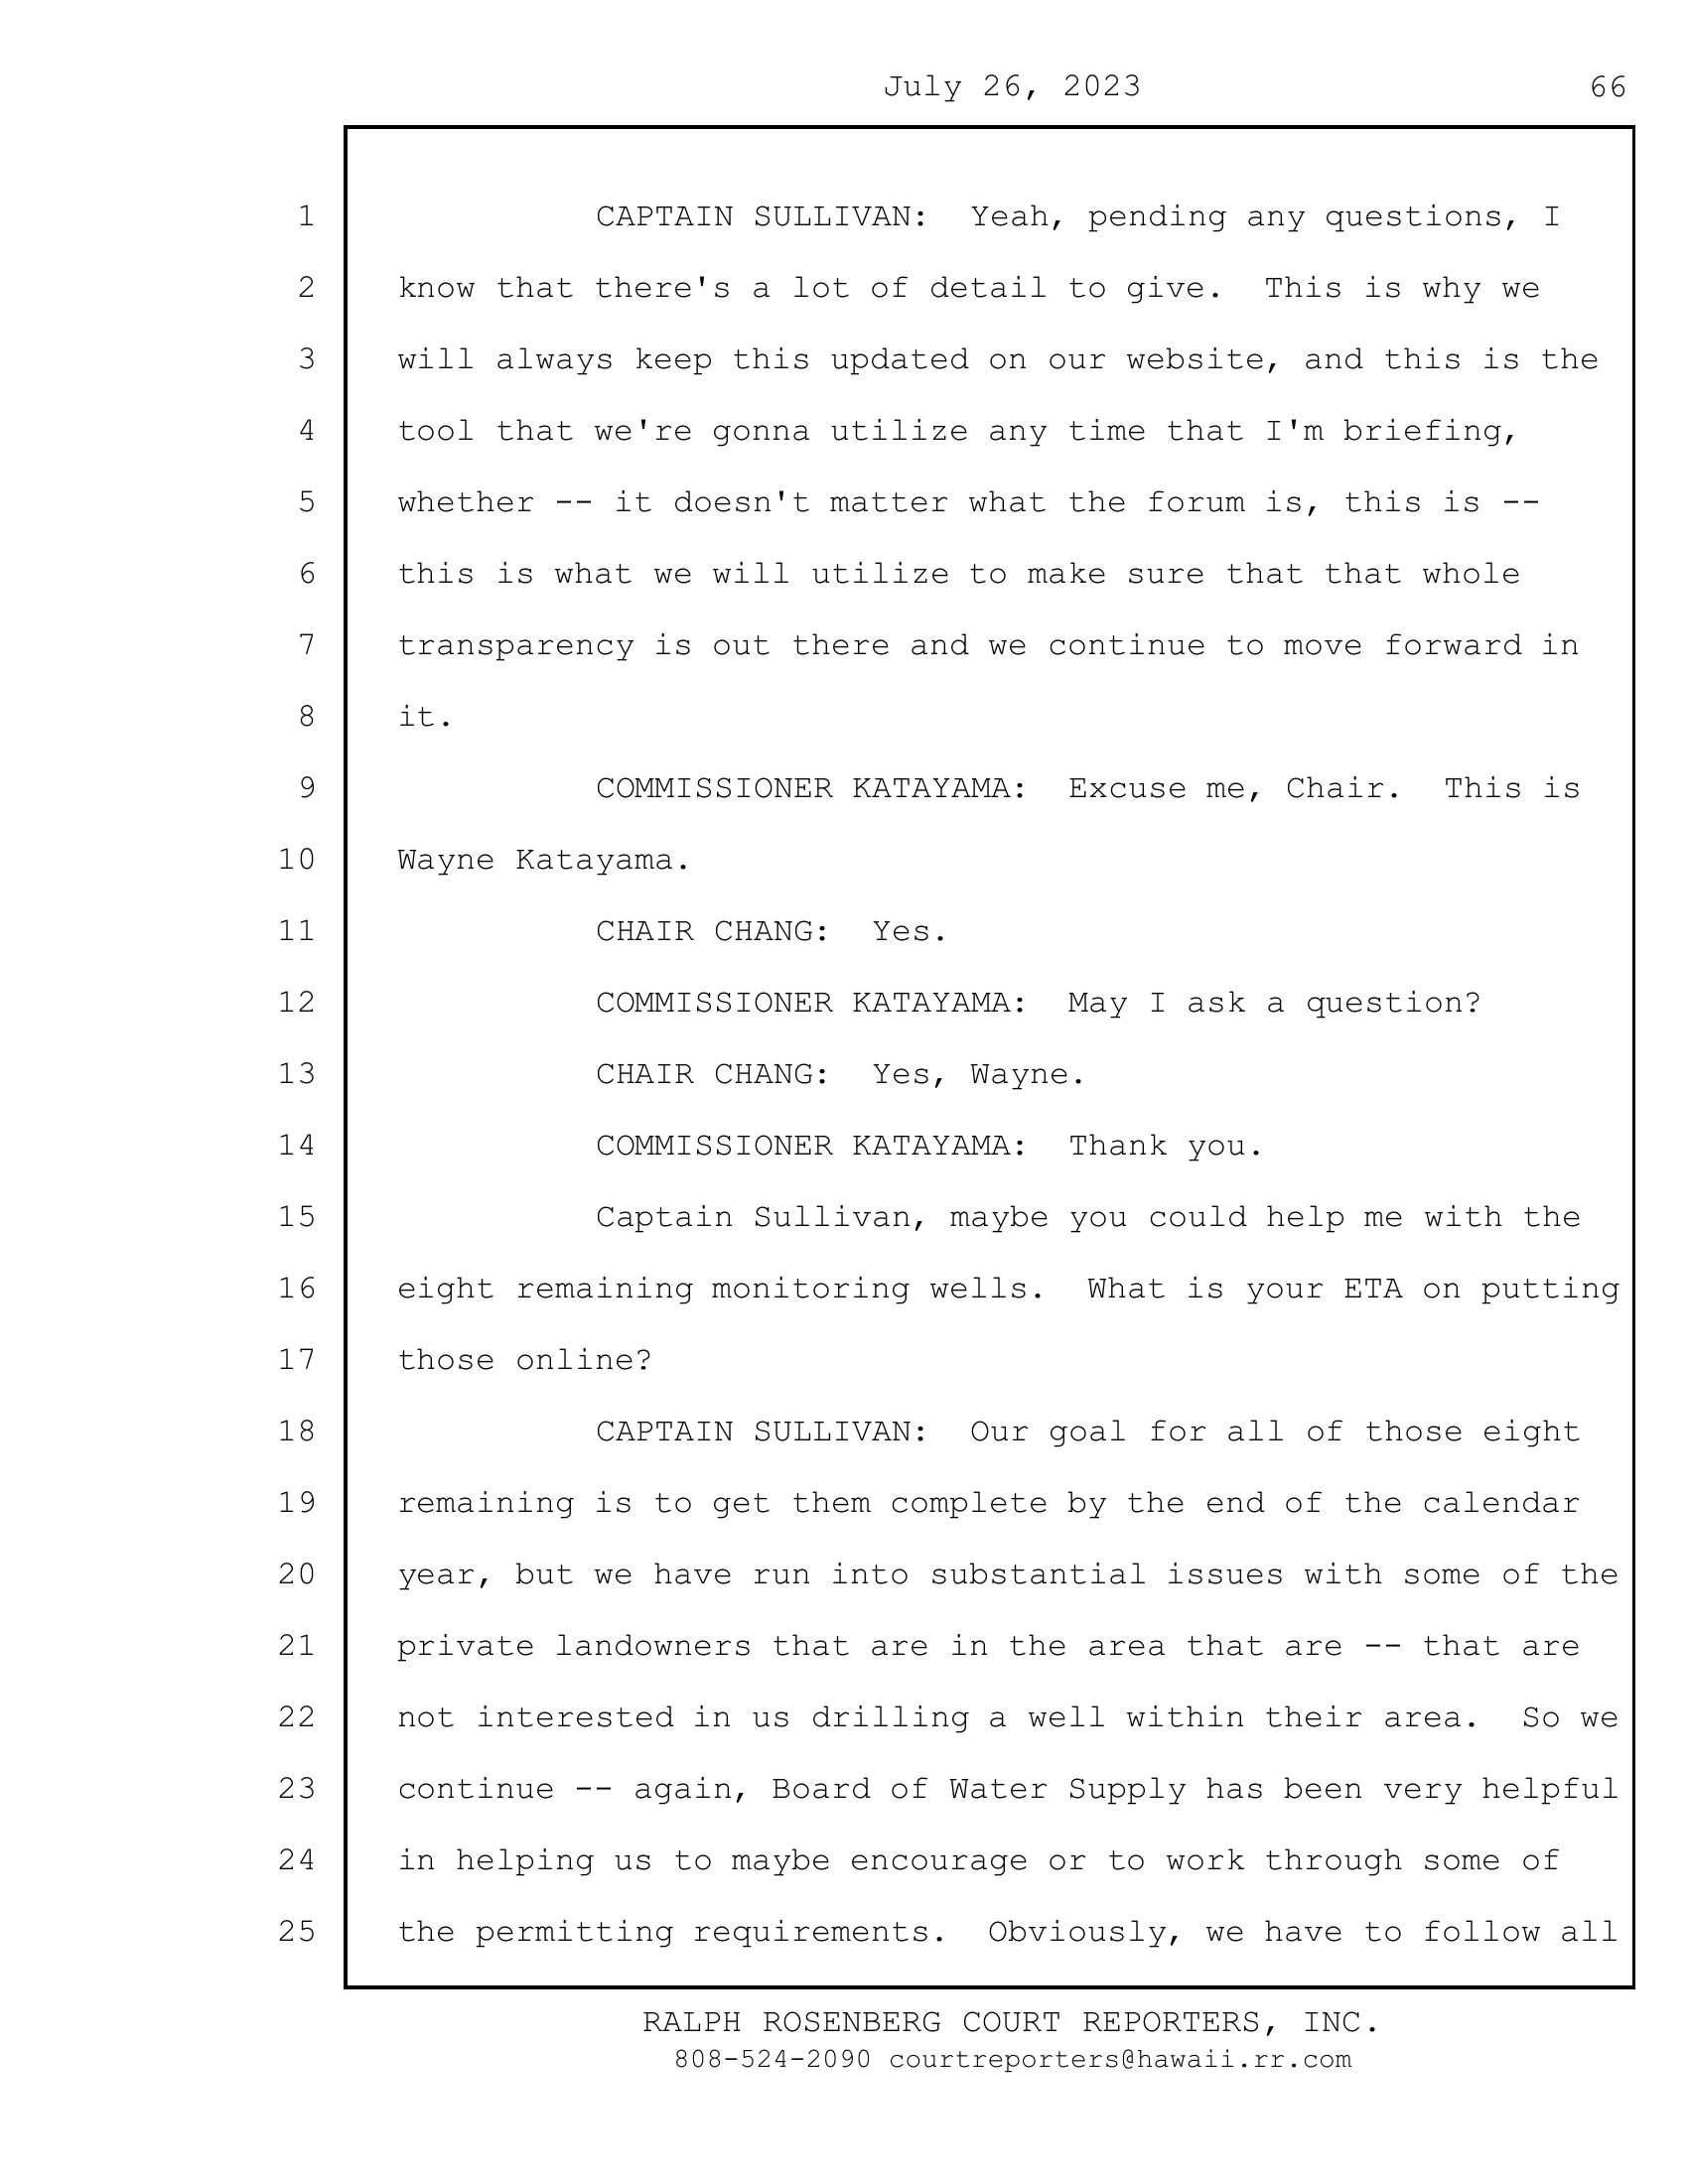 July 26, 2023 66
1 CAPTAIN SULLIVAN: Yeah, pending any questions, I
2 know that there's a lot of detail to give. This is why we
3 will always keep this updated on our website, and this is the
4 tool that we're gonna utilize any time that I'm briefing,
5 whether -- it doesn't matter what the forum is, this is --
6 this is what we will utilize to make sure that that whole
7 transparency is out there and we continue to move forward in
8 it.
9 COMMISSIONER KATAYAMA: Excuse me, Chair. This is
10 Wayne Katayama.
11 CHAIR CHANG: Yes.
12 COMMISSIONER KATAYAMA: May I ask a question?
13 CHAIR CHANG: Yes, Wayne.
14 COMMISSIONER KATAYAMA: Thank you.
15 Captain Sullivan, maybe you could help me with the
16 eight remaining monitoring wells. What is your ETA on putting
17 those online?
18 CAPTAIN SULLIVAN: Our goal for all of those eight
19 remaining is to get them complete by the end of the calendar
20 year, but we have run into substantial issues with some of the
21 private landowners that are in the area that are -- that are
22 not interested in us drilling a well within their area. So we
23 continue -- again, Board of Water Supply has been very helpful
24 in helping us to maybe encourage or to work through some of
25 the permitting requirements. Obviously, we have to follow all
RALPH ROSENBERG COURT REPORTERS, INC.
808-524-2090 courtreporters@hawaii.rr.com